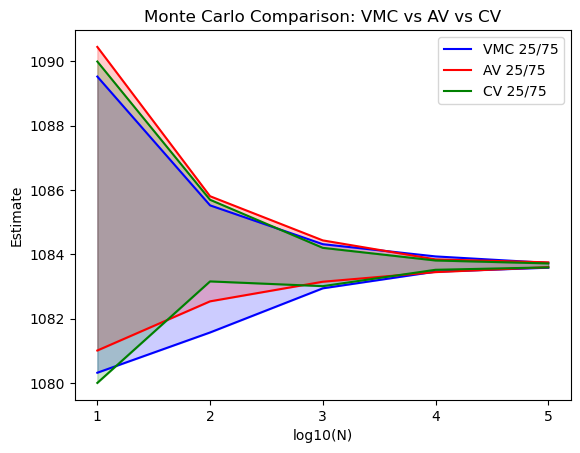 Monte Carlo Comparison: VMC vs AV vs CV
VMC 25/75
AV 25/75
CV 25/75
Estimate
1090
1088
1086
1084
1082
1080
1
2
3
4
5
log10(N)